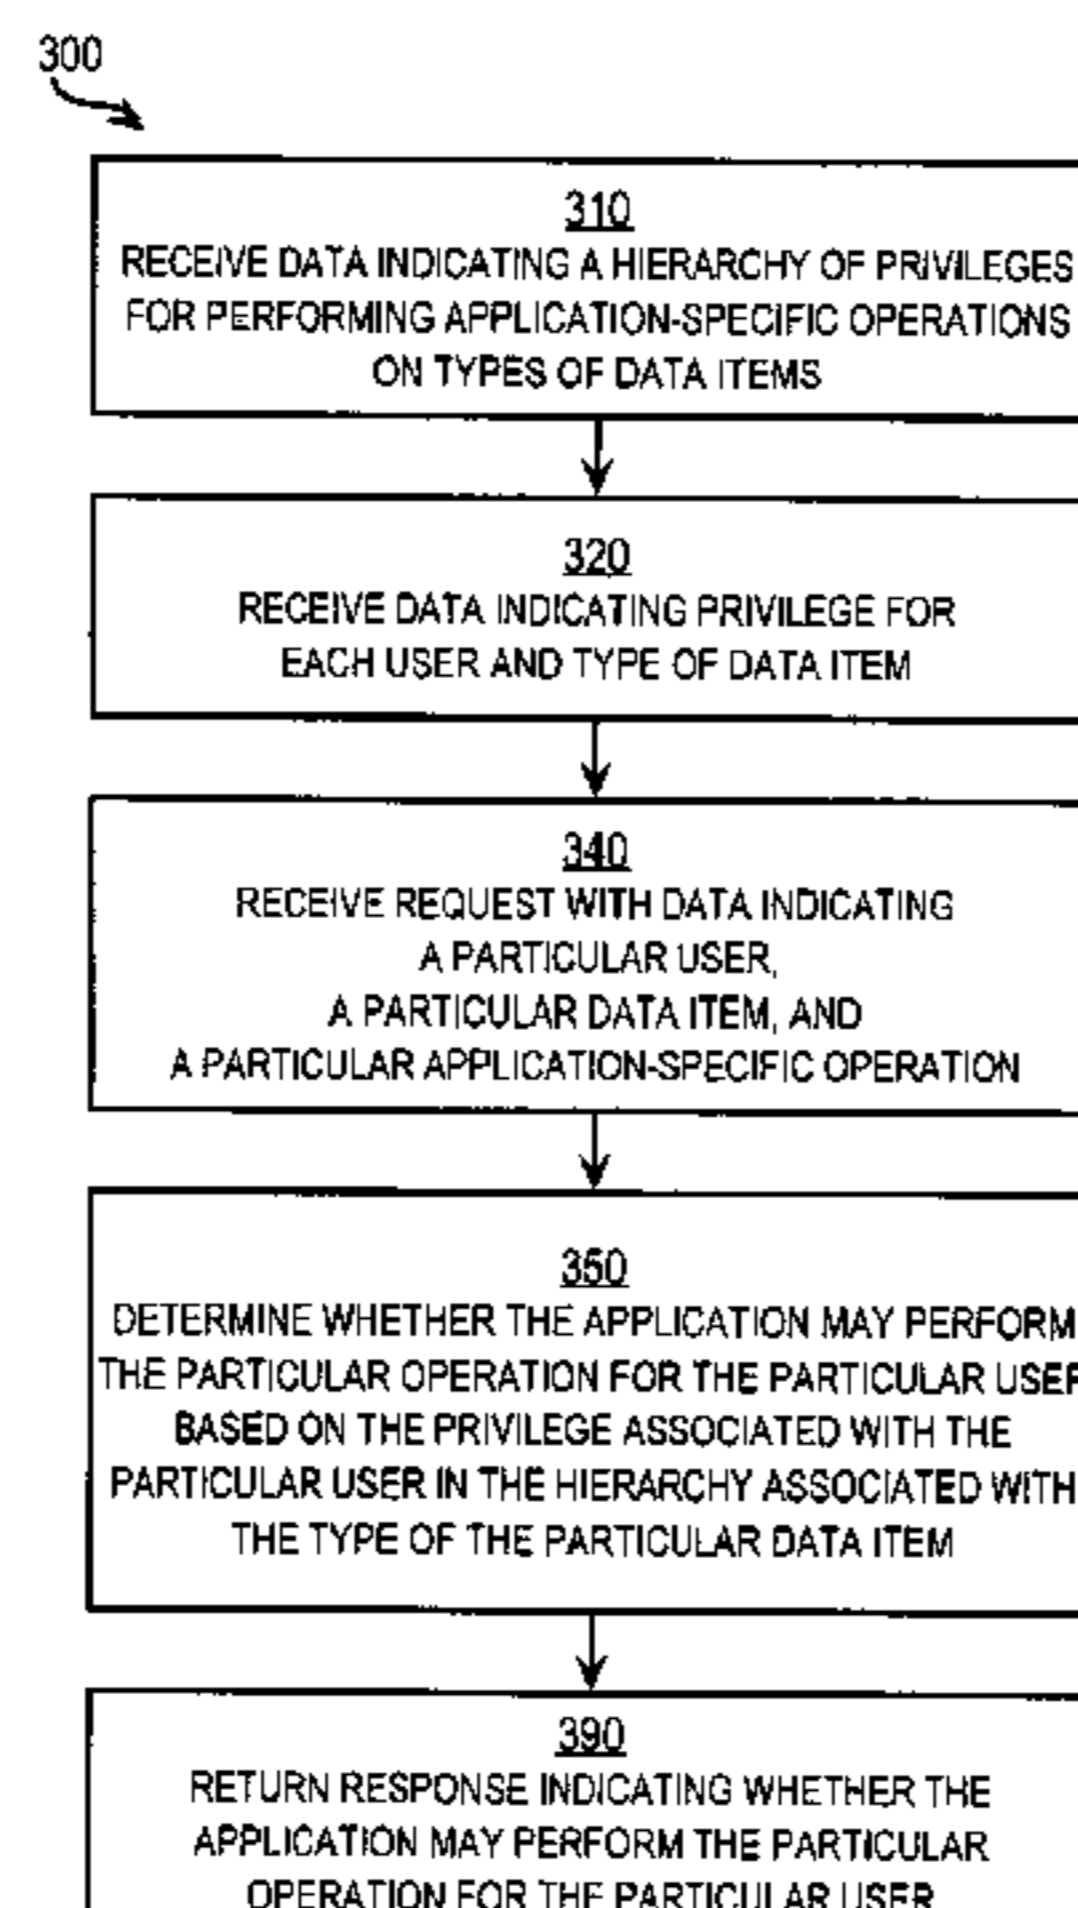 300
310
RECEIVE DATA INDICATING A HIERARCHY OF PRIVILEGES
FOR PERFORMING APPLICATION-SPECIFIC OPERATIONS
ON TYPES OF DATA ITEMS
320
RECEIVE DATA INDICATING PRIVILEGE FOR
EACH USER AND TYPE OF DATA ITEM
340
RECEIVE REQUEST WITH DATA INDICATING
A PARTICULAR USER,
A PARTICULAR DATA ITEM, AND
A PARTICULAR APPLICATION-SPECIFIC OPERATION
350
DETERMINE WHETHER THE APPLICATION MAY PERFORM
THE PARTICULAR OPERATION FOR THE PARTICULAR USER
BASED ON THE PRIVILEGE ASSOCIATED WITH THE
PARTICULAR USER IN THE HIERARCHY ASSOCIATED WITH
THE TYPE OF THE PARTICULAR DATA ITEM
390
RETURN RESPONSE INDICATING WHETHER THE
APPLICATION MAY PERFORM THE PARTICULAR
OPERATION FOR THE PARTICULAR USER